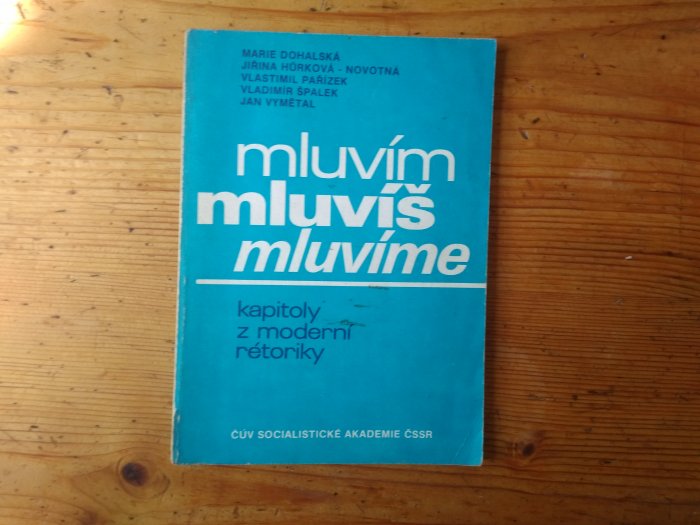 MARIE DOHALSKÁ
JIŘINA HŮRKOVÁ - NOVOTNÁ
VLASTIMIL PAŘÍZEK
VLADIMÍR ŠPALEK
JAN VYMĚTAL
mluvím
mluvíš
mluvíme
kapitoly
z moderní
rétoriky
ČÚV SOCIALISTICKÉ AKADEMIE ČSSR